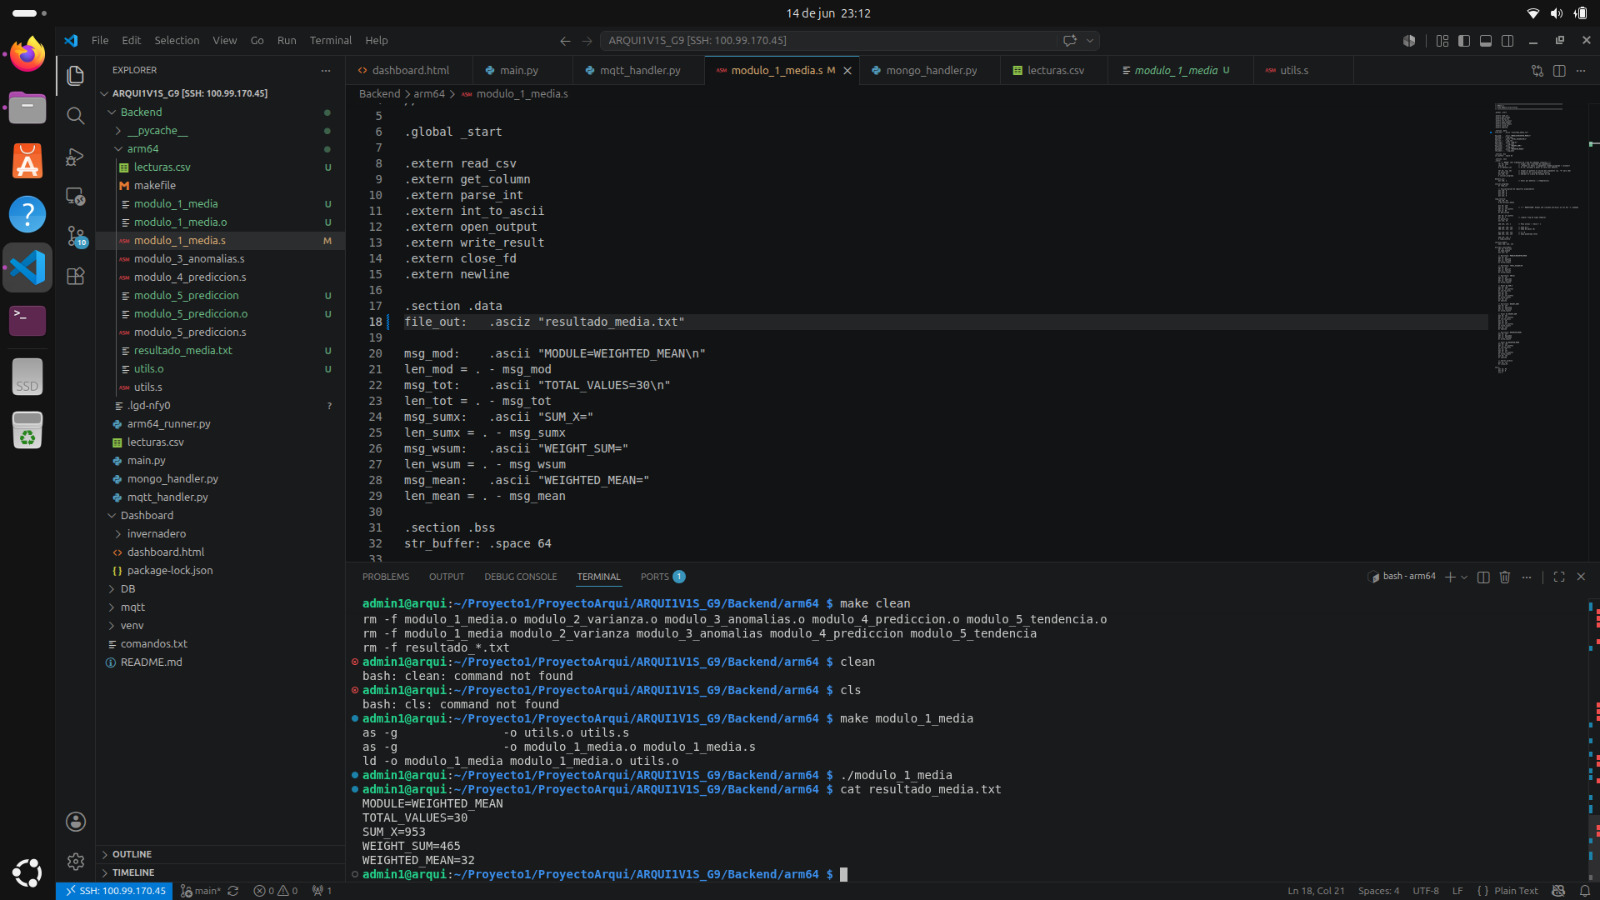 14 de jun 23:12
File Edit Selection View Go Run Terminal Help
ARQUI1V1S_G9 [SSH: 100.99.170.45]
EXPLORER
dashboard.html main.py mqtt_handler.py modulo_1_media.s M mongo_handler.py lecturas.csv modulo_1_media U utils.s
Backend > arm64 > modulo_1_media.s
ARQUI1V1S_G9 [SSH: 100.99.170.45]
Backend
__pycache__
arm64
lecturas.csv U
makefile
modulo_1_media U
modulo_1_media.o U
modulo_1_media.s M
modulo_3_anomalias.s
modulo_4_prediccion.s
modulo_5_prediccion U
modulo_5_prediccion.o U
modulo_5_prediccion.s
resultado_media.txt U
utils.o U
utils.s
.lgd-nfy0 ?
arm64_runner.py
lecturas.csv
main.py
mongo_handler.py
mqtt_handler.py
Dashboard
invernadero
dashboard.html
package-lock.json
DB
mqtt
venv
comandos.txt
README.md
OUTLINE
TIMELINE
10
SSD
5
6 .global _start
7
8 .extern read_csv
9 .extern get_column
10 .extern parse_int
11 .extern int_to_ascii
12 .extern open_output
13 .extern write_result
14 .extern close_fd
15 .extern newline
16
17 .section .data
18 file_out: .asciz "resultado_media.txt"
19
20 msg_mod: .ascii "MODULE=WEIGHTED_MEAN\n"
21 len_mod = . - msg_mod
22 msg_tot: .ascii "TOTAL_VALUES=30\n"
23 len_tot = . - msg_tot
24 msg_sumx: .ascii "SUM_X="
25 len_sumx = . - msg_sumx
26 msg_wsum: .ascii "WEIGHT_SUM="
27 len_wsum = . - msg_wsum
28 msg_mean: .ascii "WEIGHTED_MEAN="
29 len_mean = . - msg_mean
30
31 .section .bss
32 str_buffer: .space 64
33
PROBLEMS OUTPUT DEBUG CONSOLE TERMINAL PORTS 1
bash - arm64
admin1@arqui:~/Proyecto1/ProyectoArqui/ARQUI1V1S_G9/Backend/arm64 $ make clean
rm -f modulo_1_media.o modulo_2_varianza.o modulo_3_anomalias.o modulo_4_prediccion.o modulo_5_tendencia.o
rm -f modulo_1_media modulo_2_varianza modulo_3_anomalias modulo_4_prediccion modulo_5_tendencia
rm -f resultado_*.txt
admin1@arqui:~/Proyecto1/ProyectoArqui/ARQUI1V1S_G9/Backend/arm64 $ clean
bash: clean: command not found
admin1@arqui:~/Proyecto1/ProyectoArqui/ARQUI1V1S_G9/Backend/arm64 $ cls
bash: cls: command not found
admin1@arqui:~/Proyecto1/ProyectoArqui/ARQUI1V1S_G9/Backend/arm64 $ make modulo_1_media
as -g -o utils.o utils.s
as -g -o modulo_1_media.o modulo_1_media.s
ld -o modulo_1_media modulo_1_media.o utils.o
admin1@arqui:~/Proyecto1/ProyectoArqui/ARQUI1V1S_G9/Backend/arm64 $ ./modulo_1_media
admin1@arqui:~/Proyecto1/ProyectoArqui/ARQUI1V1S_G9/Backend/arm64 $ cat resultado_media.txt
MODULE=WEIGHTED_MEAN
TOTAL_VALUES=30
SUM_X=953
WEIGHT_SUM=465
WEIGHTED_MEAN=32
admin1@arqui:~/Proyecto1/ProyectoArqui/ARQUI1V1S_G9/Backend/arm64 $
SSH: 100.99.170.45 main* 0 0 1
Ln 18, Col 21 Spaces: 4 UTF-8 LF { } Plain Text